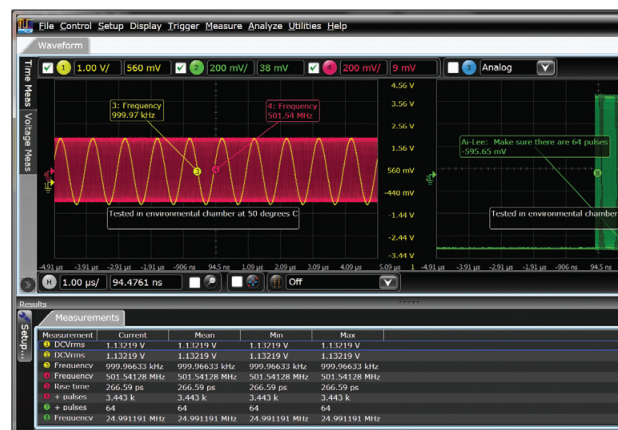 File Control Setup Display Trigger Measure Analyze Utilities Help
Waveform
Time Meas
Voltage Meas
1 1.00 V/ 560 mV 2 200 mV/ 38 mV 200 mV/ 9 mV 3 Analog
4.56 V
3.56 V
2.56 V
1.56 V
560 mV
-440 mV
-1.44 V
-2.44 V
-3.44 V
3: Frequency
999.97 kHz
4: Frequency
501.54 MHz
Tested in environmental chamber at 50 degrees C
Ai-Lee: Make sure there are 64 pulses
-595.65 mV
Tested in environmental chamber
-4.91 µs -3.91 µs -2.91 µs -1.91 µs -906 ns 94.5 ns 1.09 µs 2.09 µs 3.09 µs 4.09 µs 5.09 µs 1 -4.91 µs -3.91 µs -2.91 µs -1.91 µs -906 ns 94.5 ns
H 1.00 µs/ 94.4761 ns Off
Results
Measurements
Setup...
Measurement Current Mean Min Max
DCVrms 1.13219 V 1.13219 V 1.13219 V 1.13219 V
DCVrms 1.13219 V 1.13219 V 1.13219 V 1.13219 V
Frequency 999.96633 kHz 999.96633 kHz 999.96633 kHz 999.96633 kHz
Frequency 501.54128 MHz 501.54128 MHz 501.54128 MHz 501.54128 MHz
Rise time 266.59 ps 266.59 ps 266.59 ps 266.59 ps
+ pulses 3.443 k 3.443 k 3.443 k 3.443 k
+ pulses 64 64 64 64
Frequency 24.991191 MHz 24.991191 MHz 24.991191 MHz 24.991191 MHz